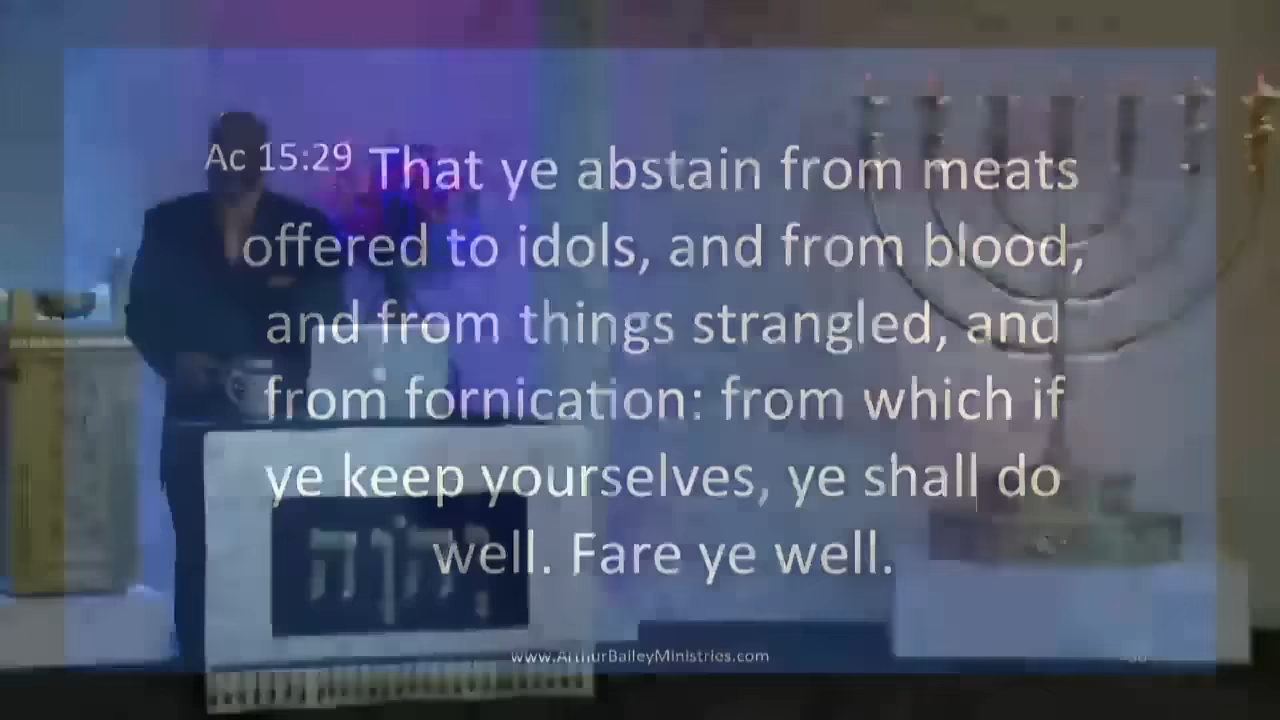 Ac 15:29 That ye abstain from meats
offered to idols, and from blood,
and from things strangled, and
from fornication: from which if
ye keep yourselves, ye shall do
well. Fare ye well.
יְהֹוָה
www.ArthurBaileyMinistries.com